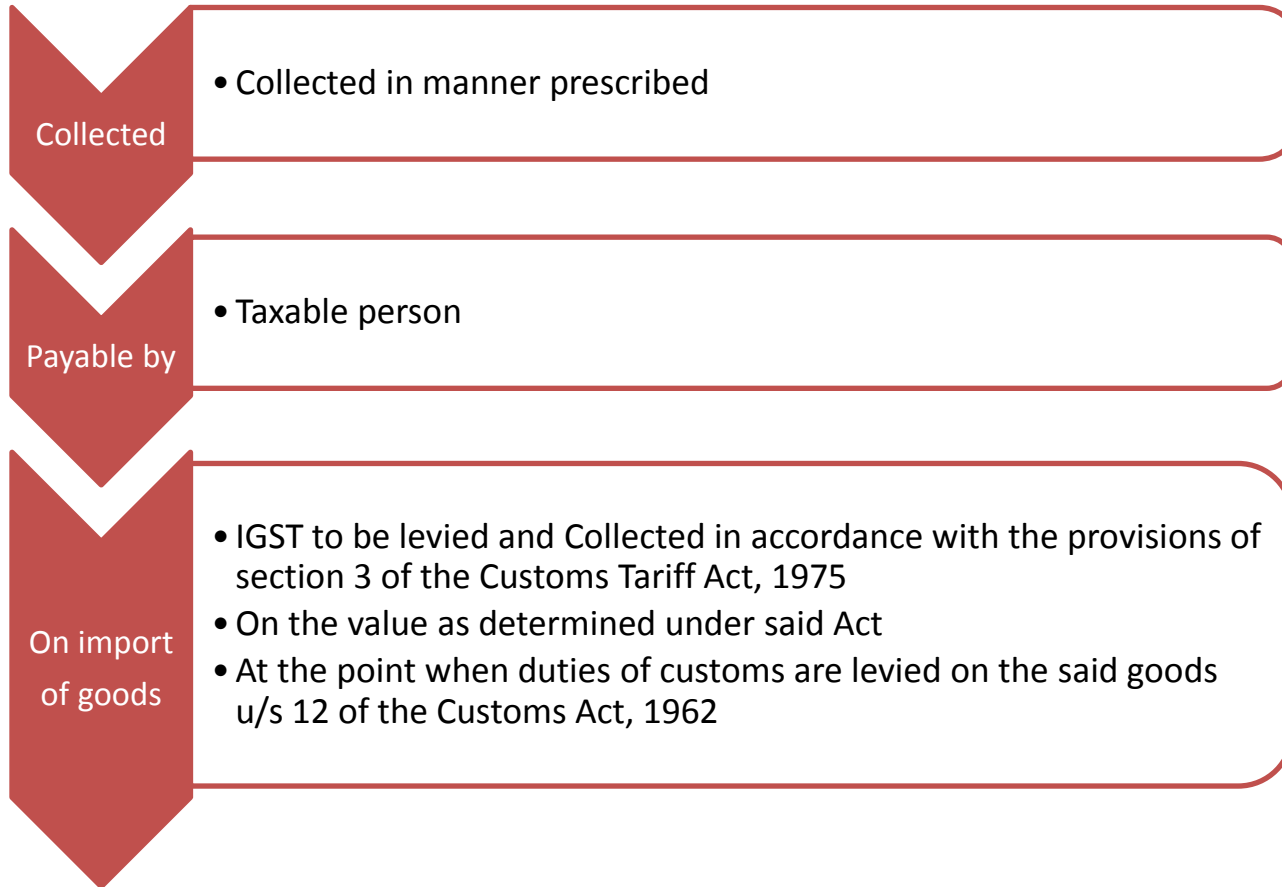 Collected
• Collected in manner prescribed
Payable by
• Taxable person
On import
of goods
• IGST to be levied and Collected in accordance with the provisions of
section 3 of the Customs Tariff Act, 1975
• On the value as determined under said Act
• At the point when duties of customs are levied on the said goods
u/s 12 of the Customs Act, 1962